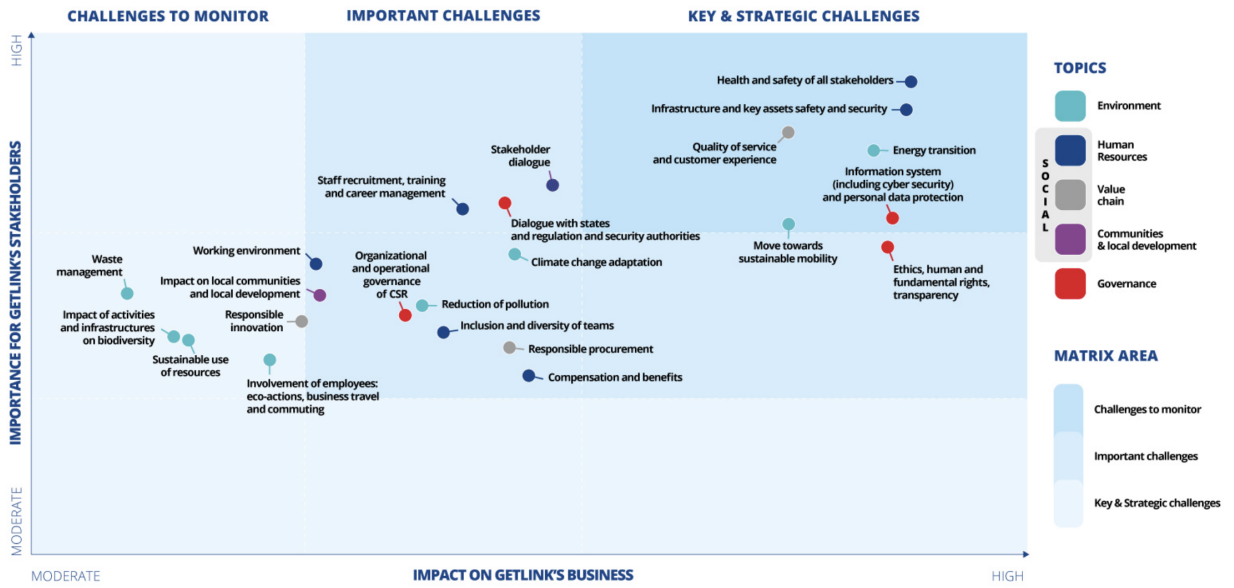 CHALLENGES TO MONITOR
IMPORTANT CHALLENGES
KEY & STRATEGIC CHALLENGES
HIGH
IMPORTANCE FOR GETLINK'S STAKEHOLDERS
MODERATE
Health and safety of all stakeholders
Infrastructure and key assets safety and security
Quality of service
and customer experience
Energy transition
Information system
(including cyber security)
and personal data protection
Stakeholder
dialogue
Staff recruitment, training
and career management
Dialogue with states
and regulation and security authorities
Move towards
sustainable mobility
Ethics, human and
fundamental rights,
transparency
Working environment
Organizational
and operational
governance
of CSR
Climate change adaptation
Waste
management
Impact on local communities
and local development
Reduction of pollution
Impact of activities
and infrastructures
on biodiversity
Responsible
innovation
Inclusion and diversity of teams
Sustainable use
of resources
Responsible procurement
Involvement of employees:
eco-actions, business travel
and commuting
Compensation and benefits
MODERATE
IMPACT ON GETLINK'S BUSINESS
HIGH
TOPICS
Environment
SOCIAL
Human
Resources
Value
chain
Communities
& local development
Governance
MATRIX AREA
Challenges to monitor
Important challenges
Key & Strategic challenges